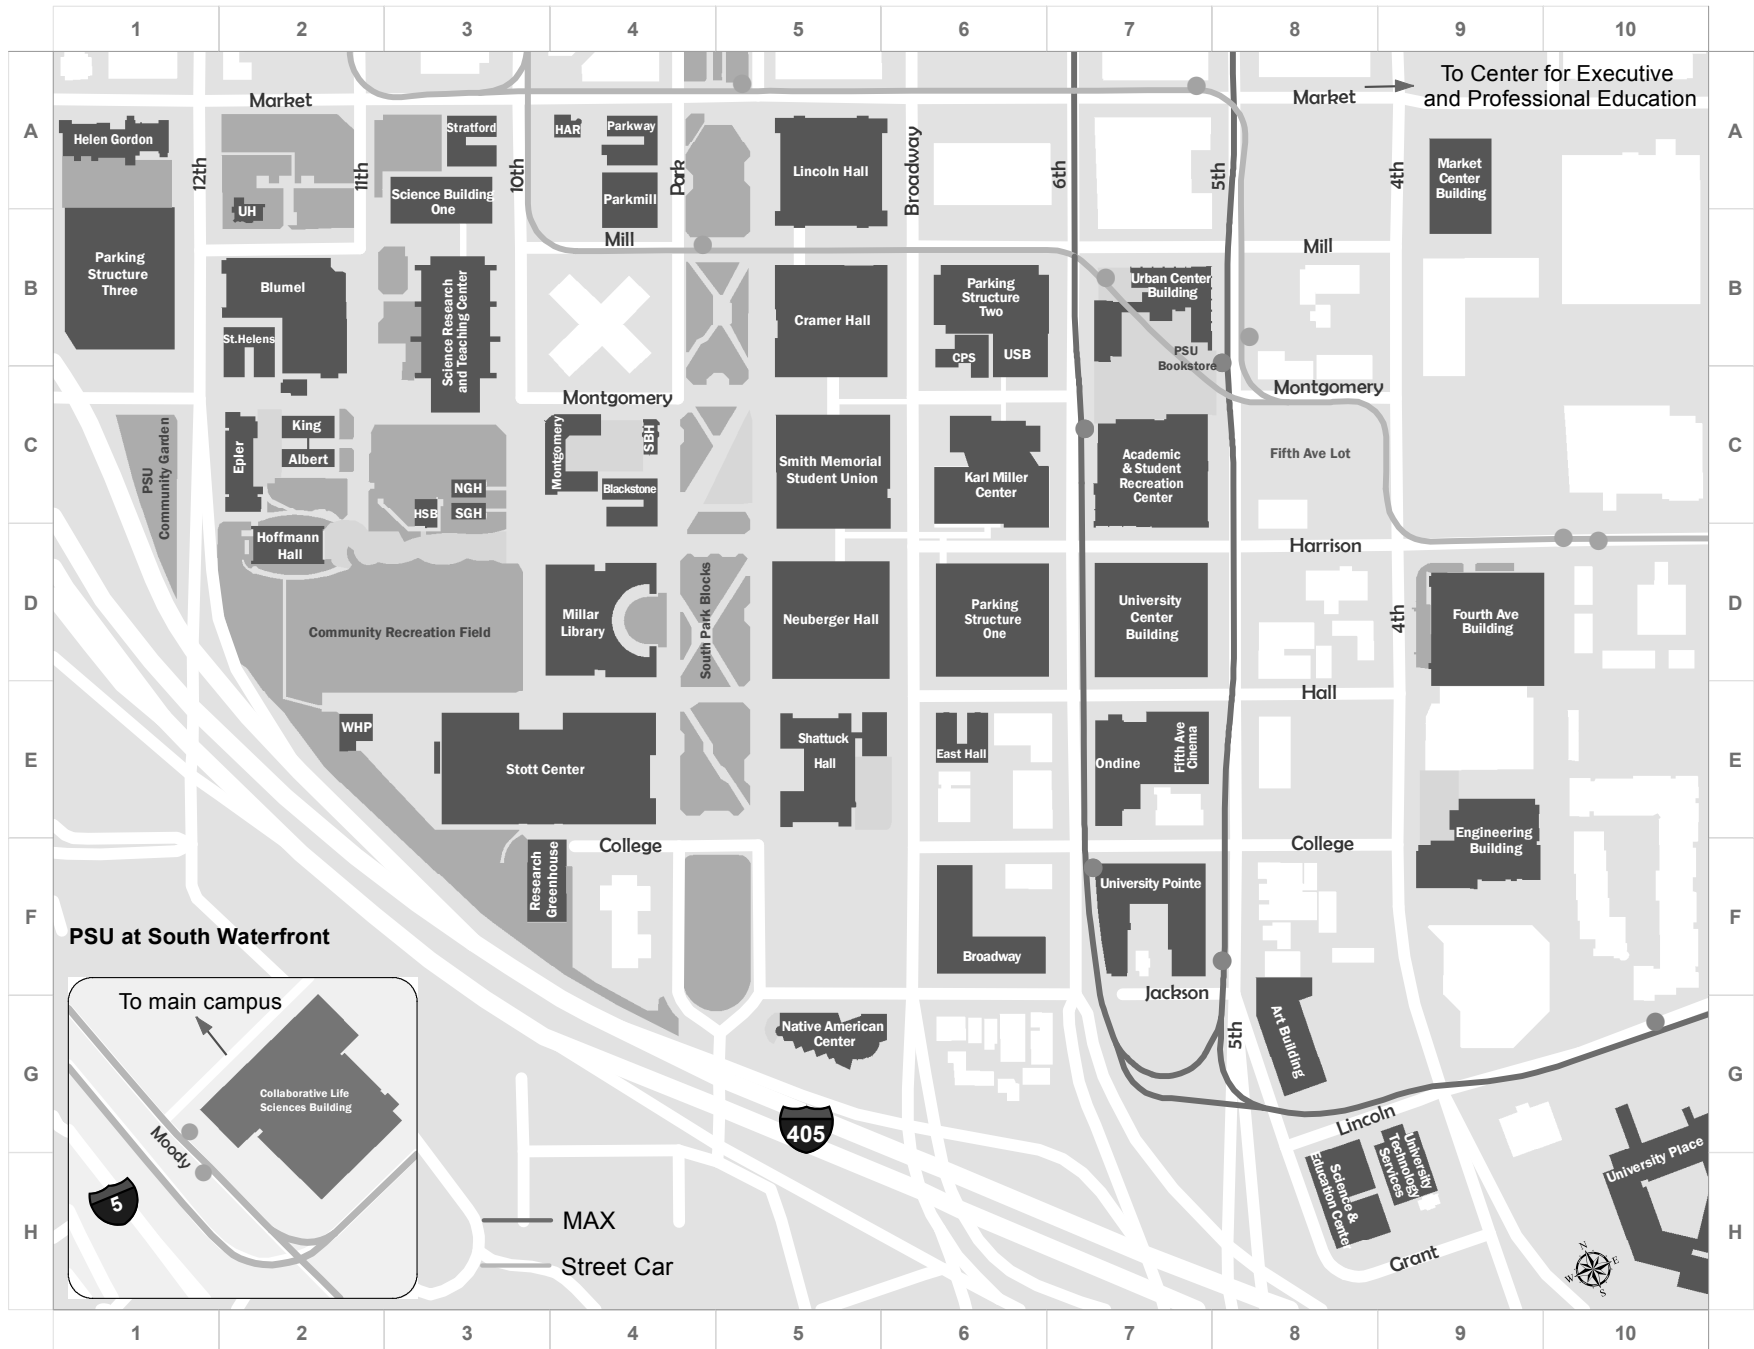 1 2 3 4 5 6 7 8 9 10
To Center for Executive
and Professional Education
Market
Market
A
A
Helen Gordon
Stratford
HAR
Parkway
Lincoln Hall
Market
Center
Building
12th
11th
10th
Park
Broadway
6th
5th
4th
Science Building
One
Parkmill
UH
Mill
Mill
B
B
Parking
Structure
Three
Blumel
St.Helens
Science Research
and Teaching Center
Cramer Hall
Parking
Structure
Two
CPS
USB
Urban Center
Building
PSU
Bookstore
Montgomery
Montgomery
C
C
PSU
Community Garden
Epler
King
Albert
NGH
SGH
HSB
Montgomery
SBH
Blackstone
Smith Memorial
Student Union
Karl Miller
Center
Academic
& Student
Recreation
Center
Fifth Ave Lot
Hoffmann
Hall
Harrison
D
D
Community Recreation Field
Millar
Library
South Park Blocks
Neuberger Hall
Parking
Structure
One
University
Center
Building
4th
Fourth Ave
Building
Hall
E
E
WHP
Stott Center
Shattuck
Hall
East Hall
Ondine
Fifth Ave
Cinema
Engineering
Building
College
College
F
F
Research
Greenhouse
University Pointe
Broadway
PSU at South Waterfront
Jackson
To main campus
Native American
Center
5th
Art Building
G
G
Collaborative Life
Sciences Building
Moody
405
Lincoln
University
Technology
Services
Science &
Education Center
University Place
5
H
H
MAX
Street Car
Grant
N
E
W
S
1 2 3 4 5 6 7 8 9 10